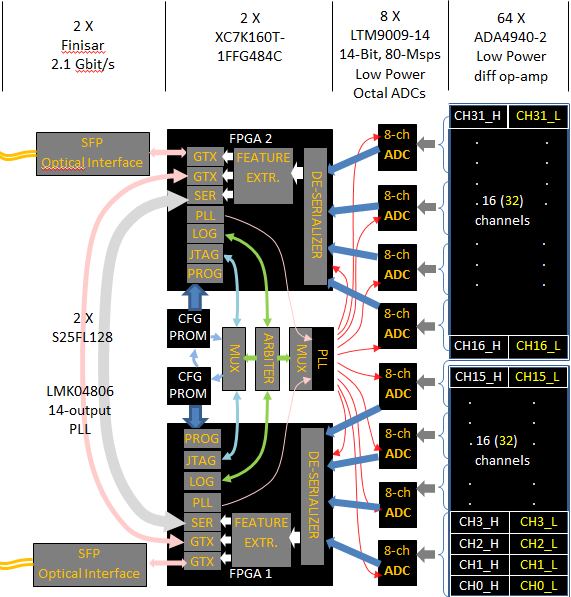 2 X
Finisar
2.1 Gbit/s
2 X
XC7K160T-
1FFG484C
8 X
LTM9009-14
14-Bit, 80-Msps
Low Power
Octal ADCs
64 X
ADA4940-2
Low Power
diff op-amp
SFP
Optical Interface
FPGA 2
GTX
GTX
SER
PLL
LOG
JTAG
PROG
FEATURE
EXTR.
DE-SERIALIZER
8-ch
ADC
8-ch
ADC
8-ch
ADC
8-ch
ADC
CH31_H
CH31_L
16 (32)
channels
CH16_H
CH16_L
2 X
S25FL128
LMK04806
14-output
PLL
CFG
PROM
CFG
PROM
MUX
ARBITER
MUX
PLL
8-ch
ADC
8-ch
ADC
8-ch
ADC
8-ch
ADC
CH15_H
CH15_L
16 (32)
channels
CH3_H
CH3_L
CH2_H
CH2_L
CH1_H
CH1_L
CH0_H
CH0_L
PROG
JTAG
LOG
PLL
SER
GTX
GTX
FEATURE
EXTR.
DE-SERIALIZER
FPGA 1
SFP
Optical Interface